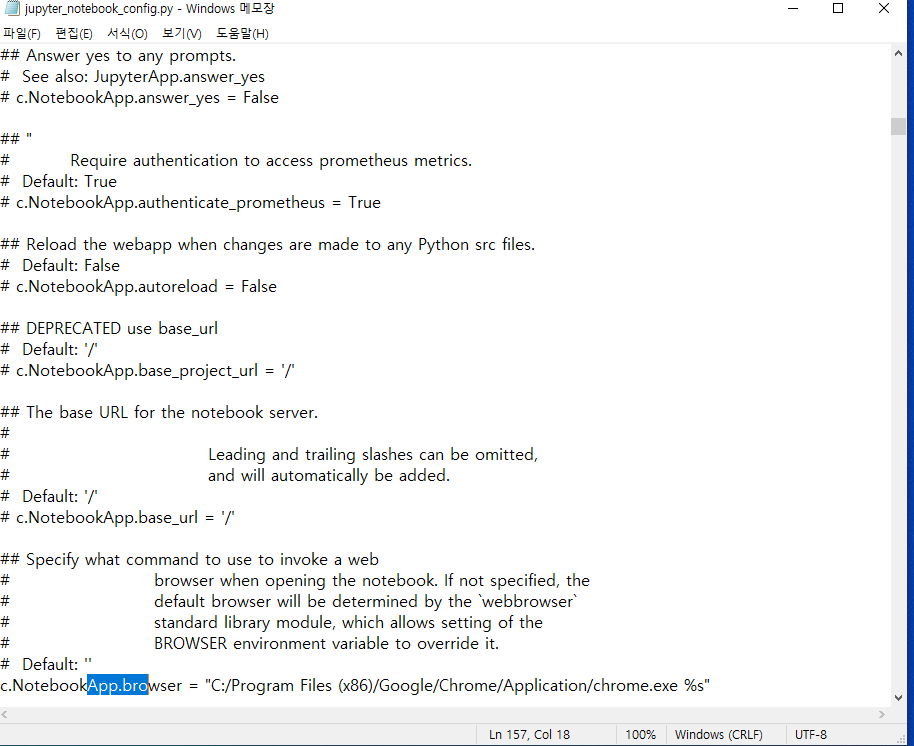 jupyter_notebook_config.py - Windows 메모장
파일(F) 편집(E) 서식(O) 보기(V) 도움말(H)
## Answer yes to any prompts.
#  See also: JupyterApp.answer_yes
# c.NotebookApp.answer_yes = False
## "
#        Require authentication to access prometheus metrics.
#  Default: True
# c.NotebookApp.authenticate_prometheus = True
## Reload the webapp when changes are made to any Python src files.
#  Default: False
# c.NotebookApp.autoreload = False
## DEPRECATED use base_url
#  Default: '/'
# c.NotebookApp.base_project_url = '/'
## The base URL for the notebook server.
#
#                              Leading and trailing slashes can be omitted,
#                              and will automatically be added.
#  Default: '/'
# c.NotebookApp.base_url = '/'
## Specify what command to use to invoke a web
#                      browser when opening the notebook. If not specified, the
#                      default browser will be determined by the `webbrowser`
#                      standard library module, which allows setting of the
#                      BROWSER environment variable to override it.
#  Default: ''
c.NotebookApp.browser = "C:/Program Files (x86)/Google/Chrome/Application/chrome.exe %s"
Ln 157, Col 18 100% Windows (CRLF) UTF-8